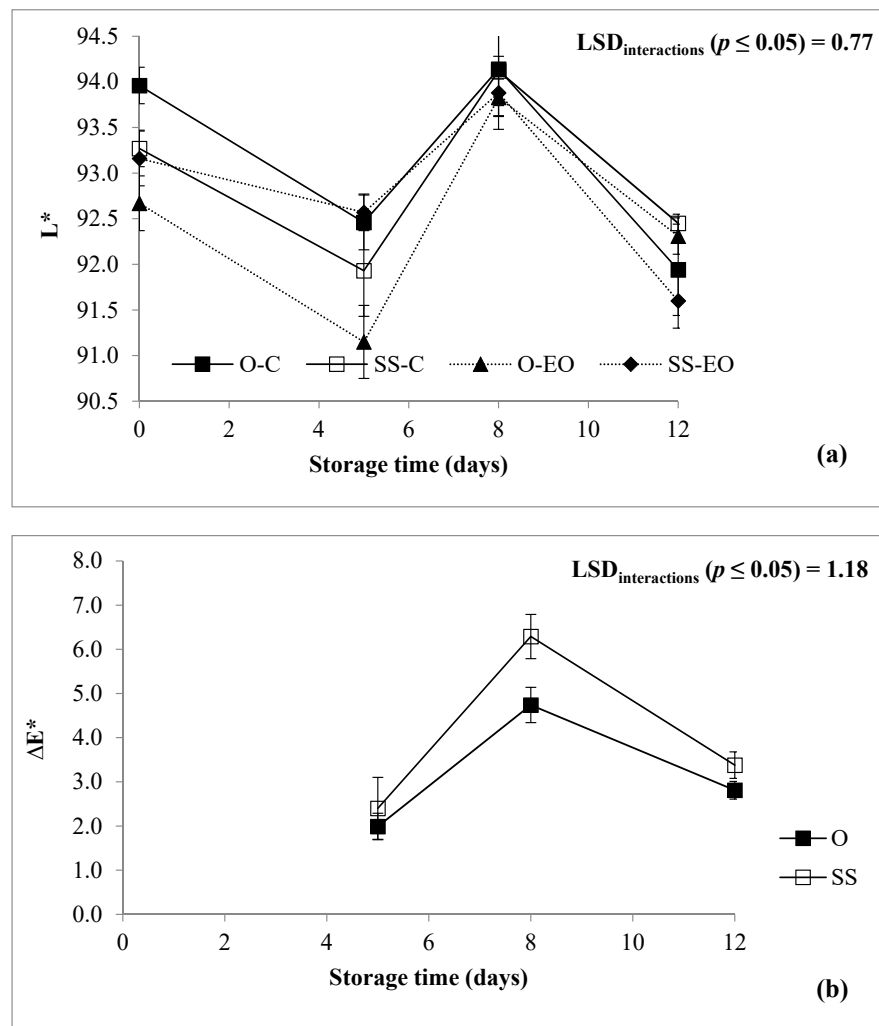 94.5
LSDinteractions (p ≤ 0.05) = 0.77
94.0
93.5
93.0
92.5
92.0
91.5
91.0
90.5
L*
O-C SS-C O-EO SS-EO
0 2 4 6 8 10 12
Storage time (days)
(a)
8.0
LSDinteractions (p ≤ 0.05) = 1.18
7.0
6.0
5.0
4.0
3.0
2.0
1.0
0.0
ΔE*
O
SS
0 2 4 6 8 10 12
Storage time (days)
(b)